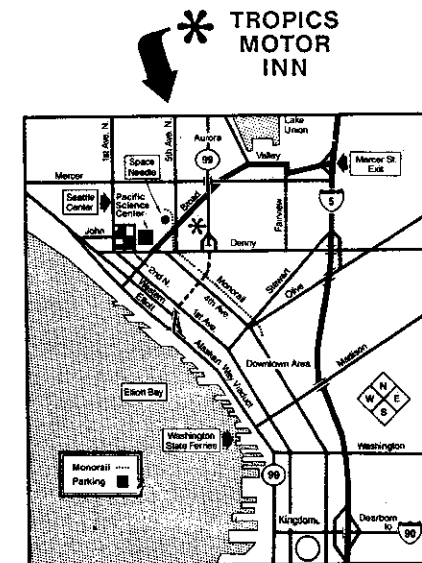 TROPICS
MOTOR
INN
1st Ave. N.
5th Ave. N.
Aurora
99
Lake
Union
Valley
Mercer St.
Exit
Mercer
Space
Needle
Broad
Seattle
Center
Pacific
Science
Center
Fairview
5
John
Denny
2nd N.
Monorail
Western
Elliott
4th Ave.
Stewart
Olive
1st Ave.
Alaskan Way Viaduct
Downtown Area
Madison
N
W E
S
Elliott Bay
Washington
State Ferries
Washington
Monorail
Parking
99
Kingdome
Dearborn
to
90